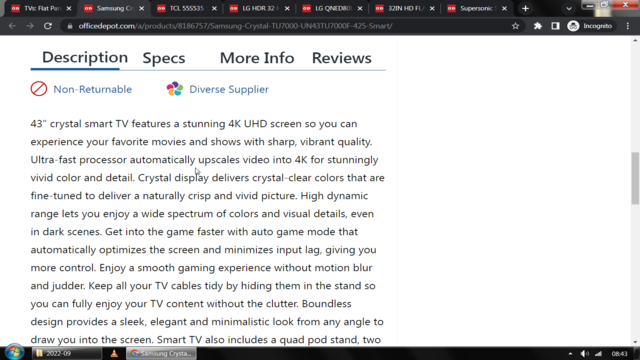 TVs: Flat Pan
Samsung Crys
TCL 55S535
LG HDR 32
LG QNED80
32IN HD FLA
Supersonic
officedepot.com/a/products/8186757/Samsung-Crystal-TU7000-UN43TU7000F-425-Smart/
Incognito
Description Specs More Info Reviews
Non-Returnable Diverse Supplier
43" crystal smart TV features a stunning 4K UHD screen so you can
experience your favorite movies and shows with sharp, vibrant quality.
Ultra-fast processor automatically upscales video into 4K for stunningly
vivid color and detail. Crystal display delivers crystal-clear colors that are
fine-tuned to deliver a naturally crisp and vivid picture. High dynamic
range lets you enjoy a wide spectrum of colors and visual details, even
in dark scenes. Get into the game faster with auto game mode that
automatically optimizes the screen and minimizes input lag, giving you
more control. Enjoy a smooth gaming experience without motion blur
and judder. Keep all your TV cables tidy by hiding them in the stand so
you can fully enjoy your TV content without the clutter. Boundless
design provides a sleek, elegant and minimalistic look from any angle to
draw you into the screen. Smart TV also includes a quad pod stand, two
2022-09
Samsung Crysta...
08:43